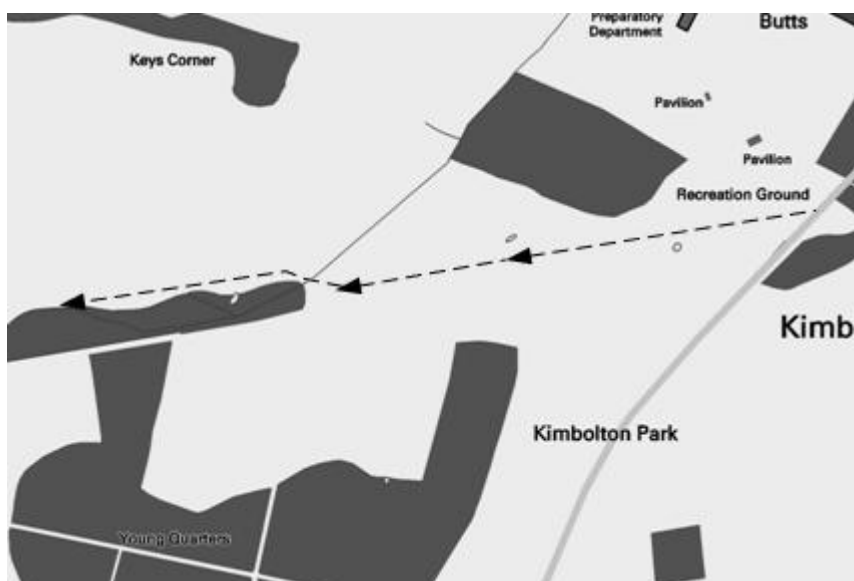 Preparatory
Department
Butts
Keys Corner
Pavilion
Pavilion
Recreation Ground
Kimb
Kimbolton Park
Young Quarters